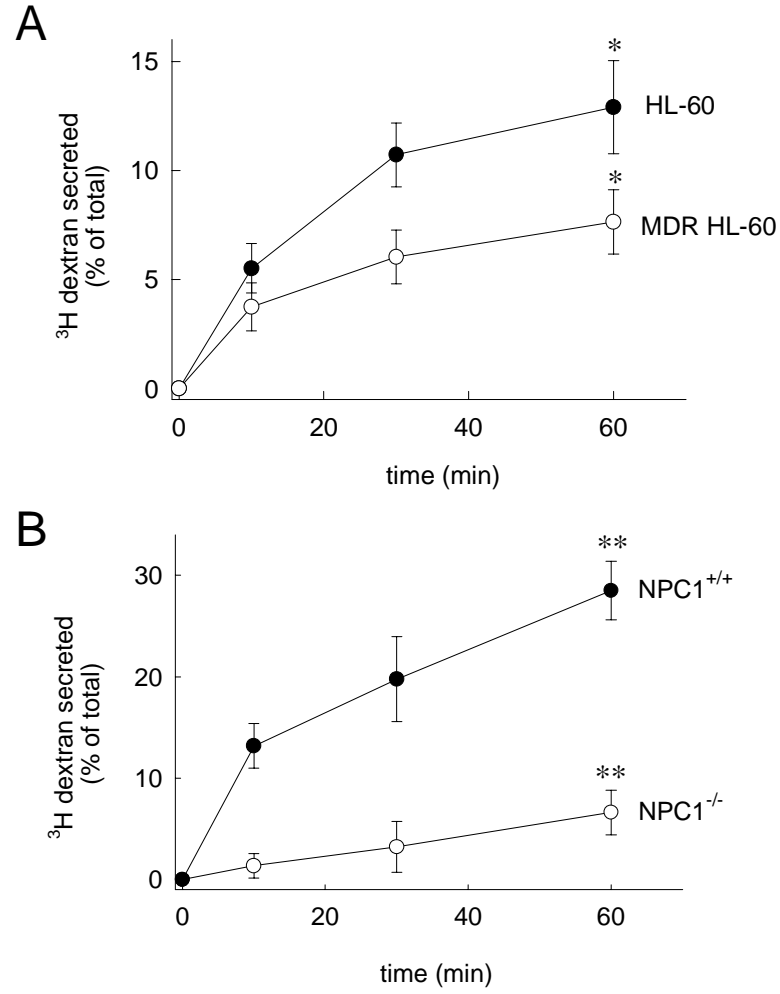 A
³H dextran secreted
(% of total)
15
10
5
0
*
HL-60
*
MDR HL-60
0 20 40 60
time (min)
B
³H dextran secreted
(% of total)
30
20
10
0
**
NPC1⁺/⁺
**
NPC1⁻/⁻
0 20 40 60
time (min)